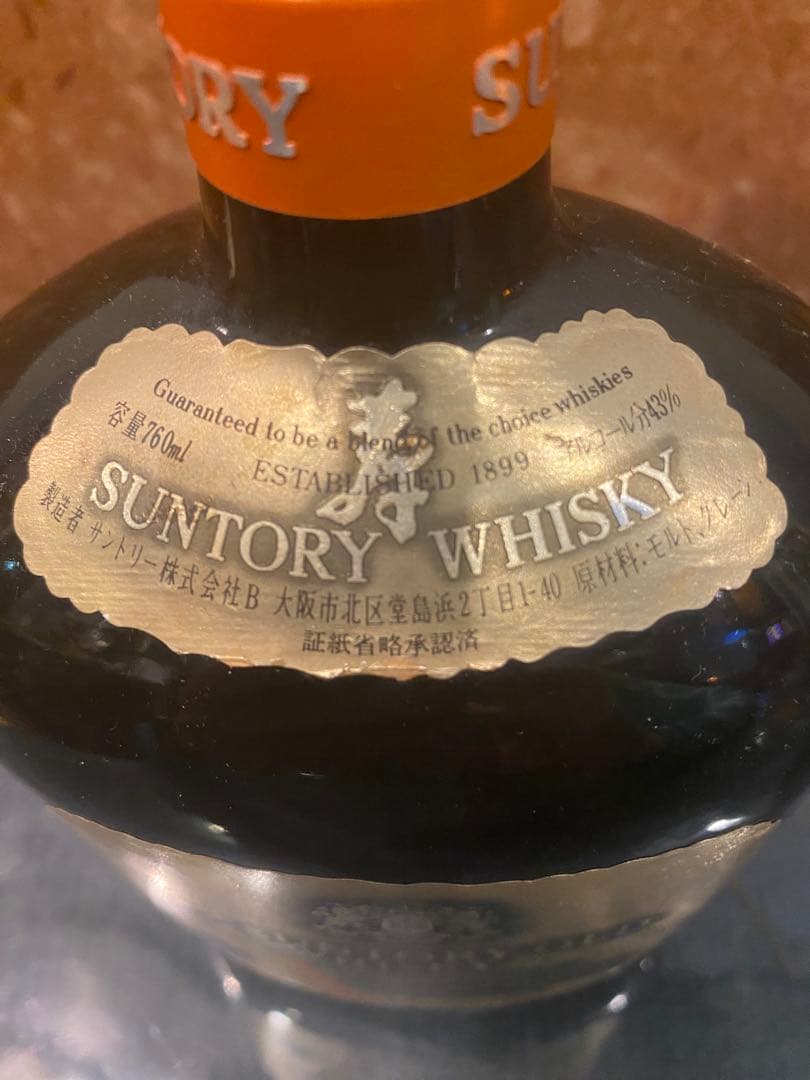 ORY SU
Guaranteed to be a blend of the choice whiskies
容量760ml
アルコール分43%
寿
ESTABLISHED 1899
SUNTORY WHISKY
製造者 サントリー株式会社B 大阪市北区堂島浜2丁目1-40 原材料:モルト、グレーン
証紙省略承認済